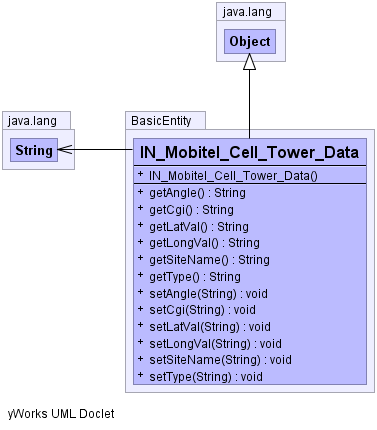 java.lang
Object
java.lang
String
BasicEntity
IN_Mobitel_Cell_Tower_Data
+ IN_Mobitel_Cell_Tower_Data()
+ getAngle() : String
+ getCgi() : String
+ getLatVal() : String
+ getLongVal() : String
+ getSiteName() : String
+ getType() : String
+ setAngle(String) : void
+ setCgi(String) : void
+ setLatVal(String) : void
+ setLongVal(String) : void
+ setSiteName(String) : void
+ setType(String) : void
yWorks UML Doclet